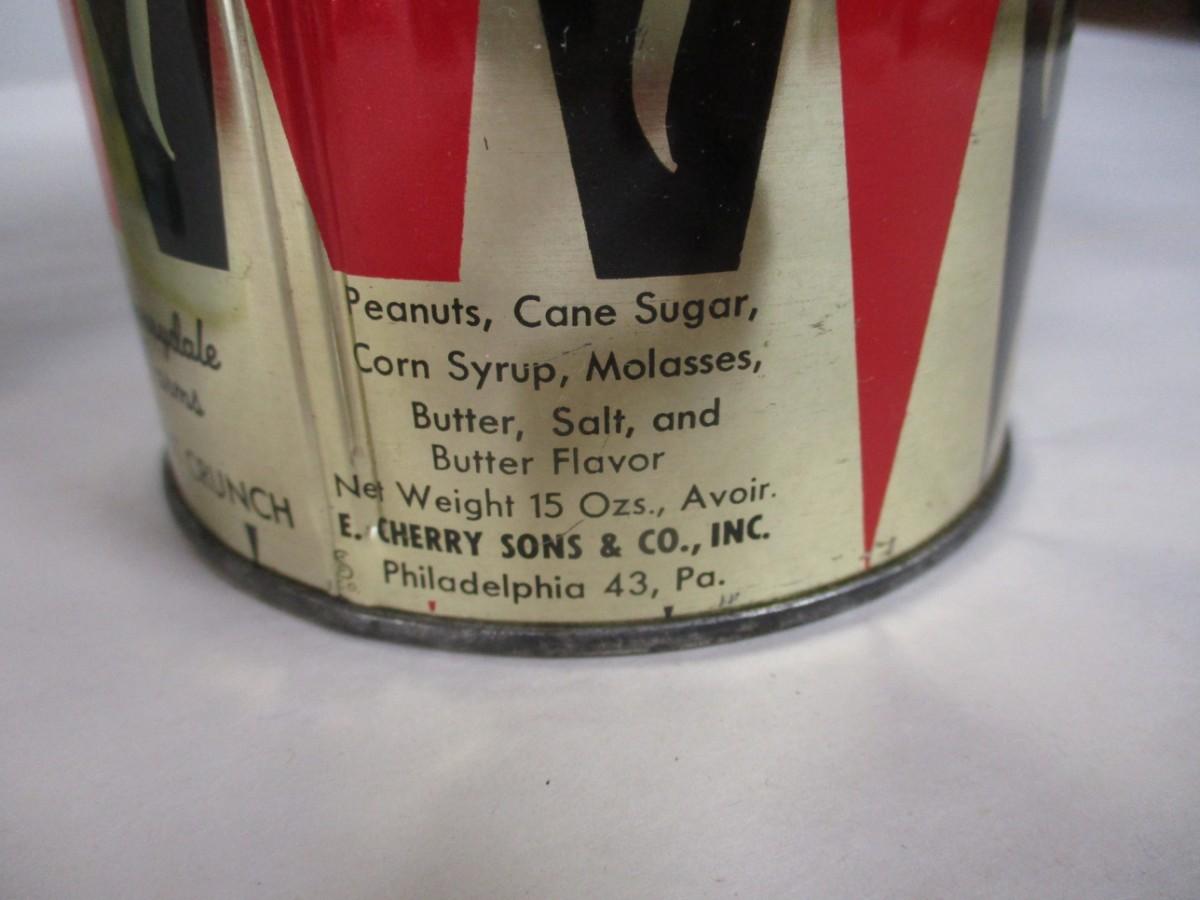 Peanuts, Cane Sugar,
Corn Syrup, Molasses,
Butter, Salt, and
Butter Flavor
Net Weight 15 Ozs., Avoir.
E. CHERRY SONS & CO., INC.
Philadelphia 43, Pa.
CRUNCH